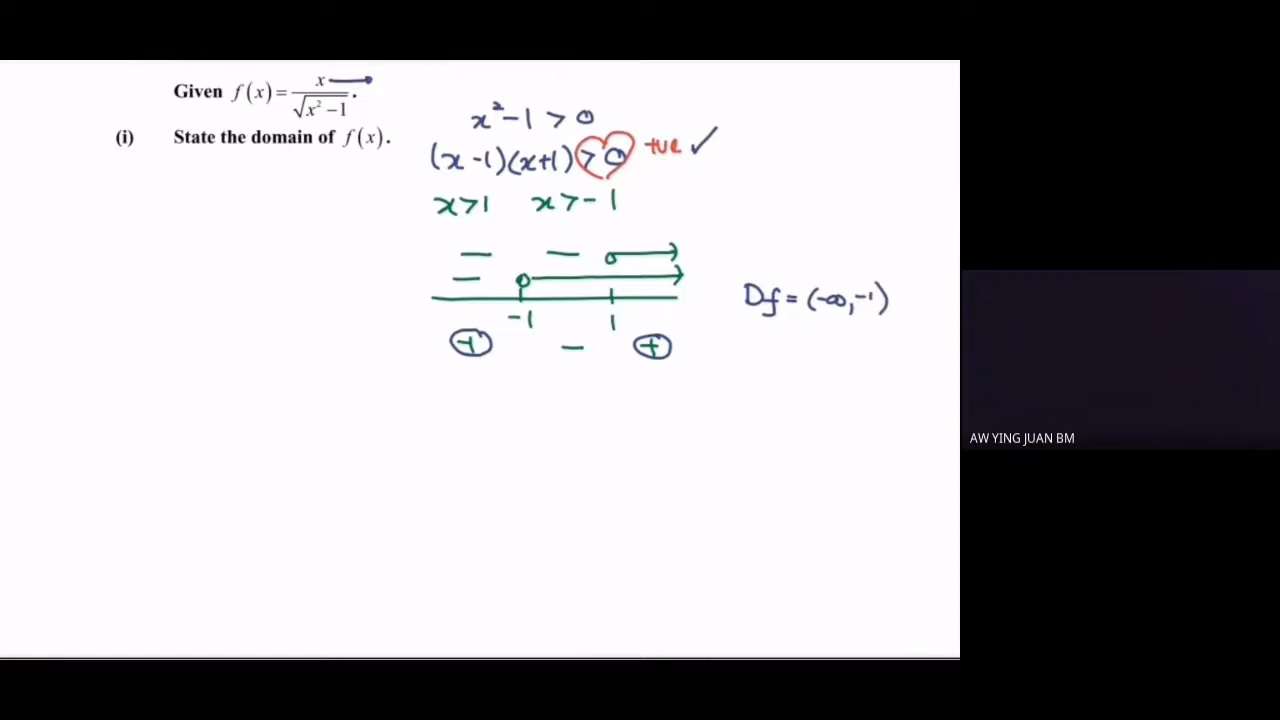 Given f(x) = x / √(x² − 1) .
(i) State the domain of f(x).
x² − 1 > 0
(x − 1)(x + 1) > 0 +ve ✓
x > 1 x > − 1
− −
−
−1 1
+ − +
Df = (−∞, −1)
AW YING JUAN BM